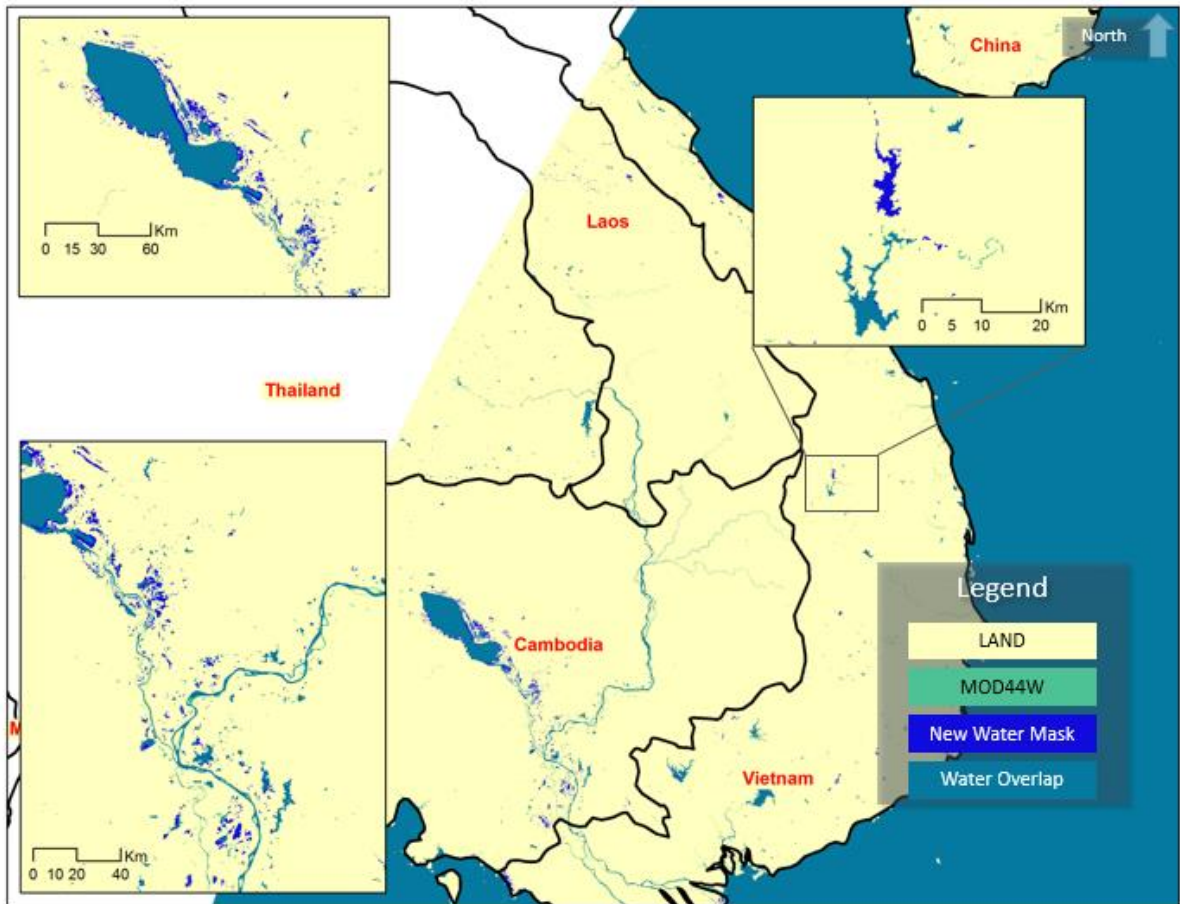 China
North
Km
0 15 30 60
Laos
Km
0 5 10 20
Thailand
Cambodia
M
Legend
LAND
MOD44W
New Water Mask
Water Overlap
Vietnam
Km
0 10 20 40